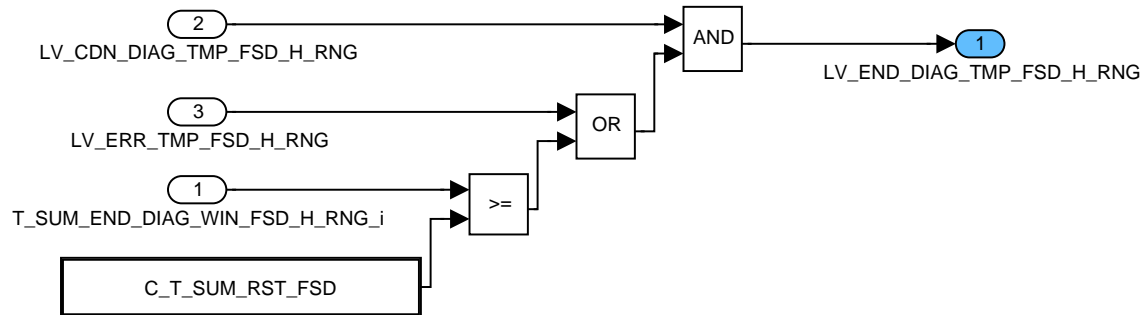 2
LV_CDN_DIAG_TMP_FSD_H_RNG
AND
1
LV_END_DIAG_TMP_FSD_H_RNG
3
LV_ERR_TMP_FSD_H_RNG
OR
1
T_SUM_END_DIAG_WIN_FSD_H_RNG_i
>=
C_T_SUM_RST_FSD